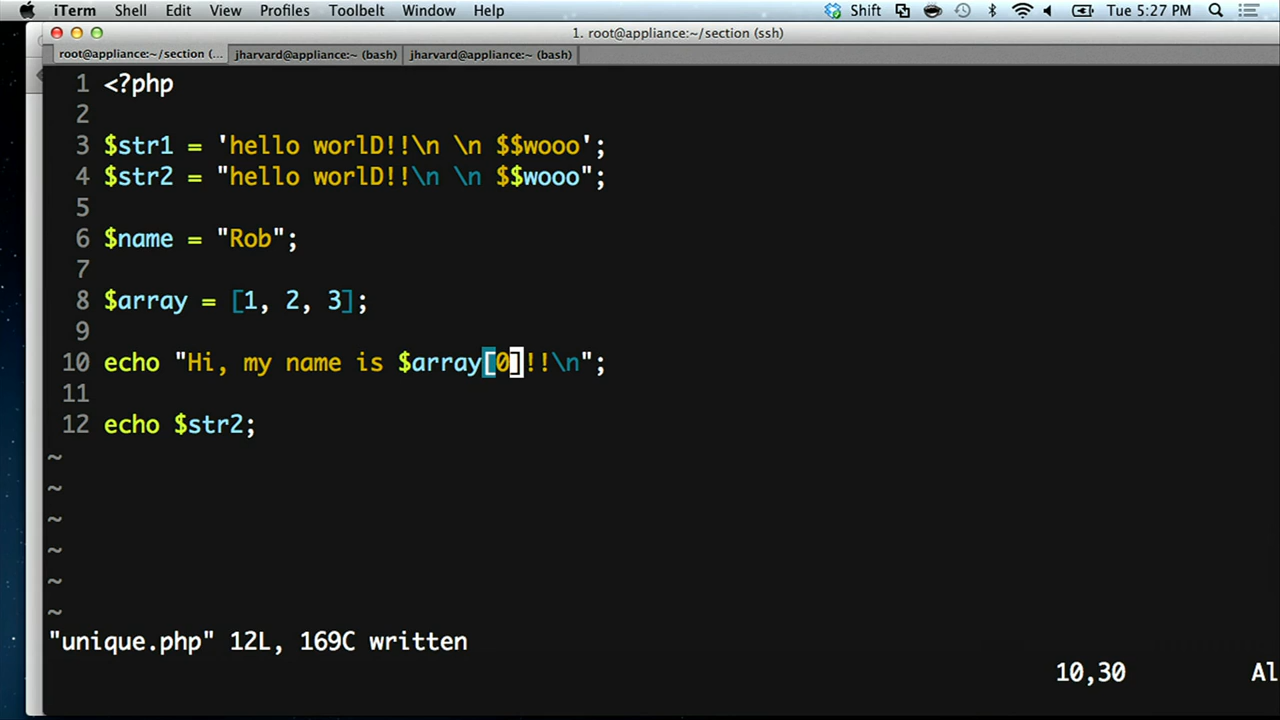 iTerm Shell Edit View Profiles Toolbelt Window Help Shift Tue 5:27 PM
1. root@appliance:~/section (ssh)
root@appliance:~/section (... jharvard@appliance:~ (bash) jharvard@appliance:~ (bash)
1 <?php
2
3 $str1 = 'hello worlD!!\n \n $$wooo';
4 $str2 = "hello worlD!!\n \n $$wooo";
5
6 $name = "Rob";
7
8 $array = [1, 2, 3];
9
10 echo "Hi, my name is $array[0]!!\n";
11
12 echo $str2;
~
~
~
~
~
~
"unique.php" 12L, 169C written
10,30 Al